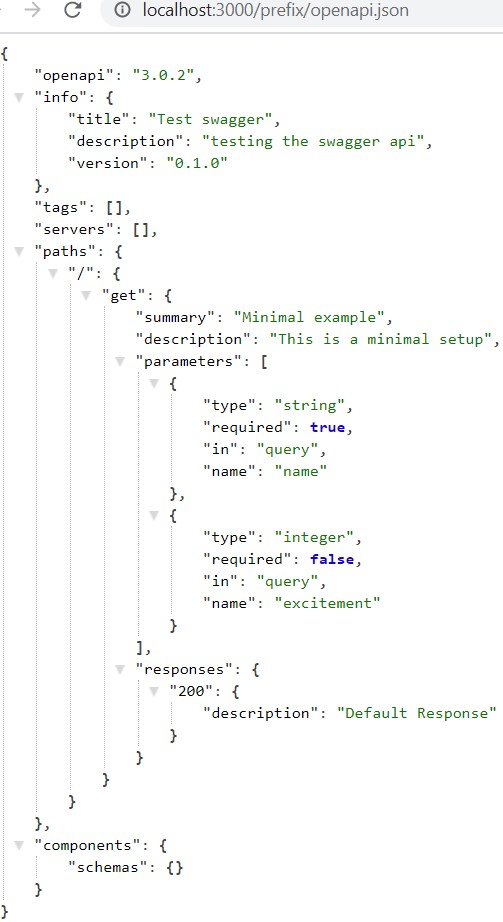 localhost:3000/prefix/openapi.json
{
"openapi": "3.0.2",
"info": {
"title": "Test swagger",
"description": "testing the swagger api",
"version": "0.1.0"
},
"tags": [],
"servers": [],
"paths": {
"/": {
"get": {
"summary": "Minimal example",
"description": "This is a minimal setup",
"parameters": [
{
"type": "string",
"required": true,
"in": "query",
"name": "name"
},
{
"type": "integer",
"required": false,
"in": "query",
"name": "excitement"
}
],
"responses": {
"200": {
"description": "Default Response"
}
}
}
}
},
"components": {
"schemas": {}
}
}